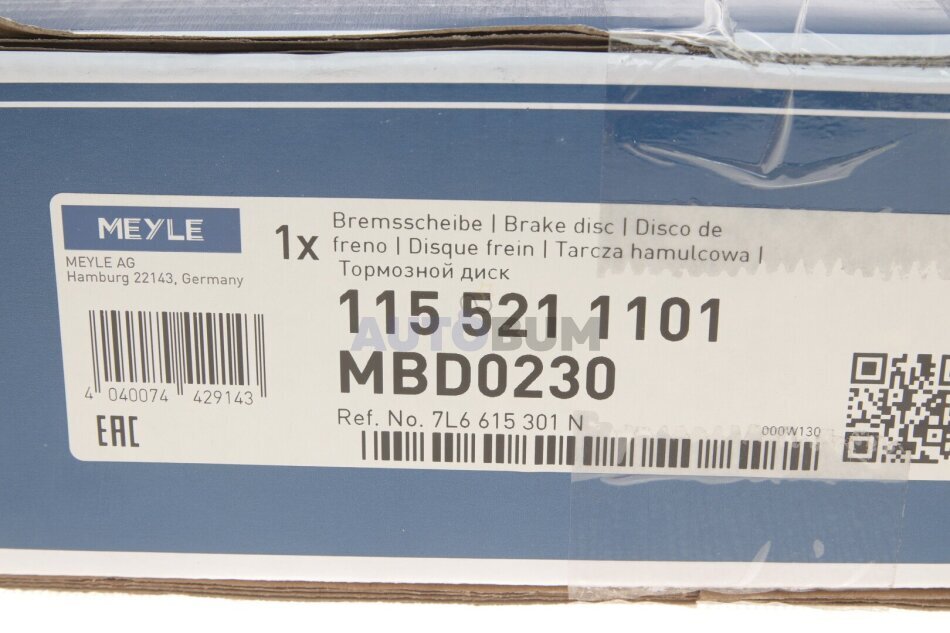 MEYLE
MEYLE AG
Hamburg 22143, Germany
1x
Bremsscheibe | Brake disc | Disco de
freno | Disque frein | Tarcza hamulcowa |
Тормозной диск
115 521 1101
AUTOBUM
MBD0230
Ref. No. 7L6 615 301 N
000W130
4 040074 429143
EAC